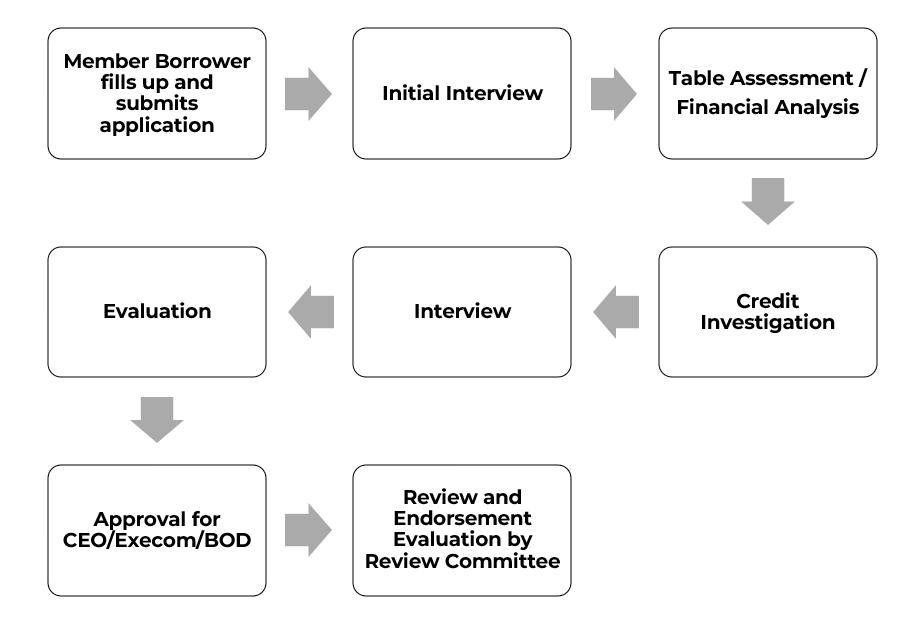 Member Borrower
fills up and
submits
application
Initial Interview
Table Assessment /
Financial Analysis
Credit
Investigation
Interview
Evaluation
Approval for
CEO/Execom/BOD
Review and
Endorsement
Evaluation by
Review Committee